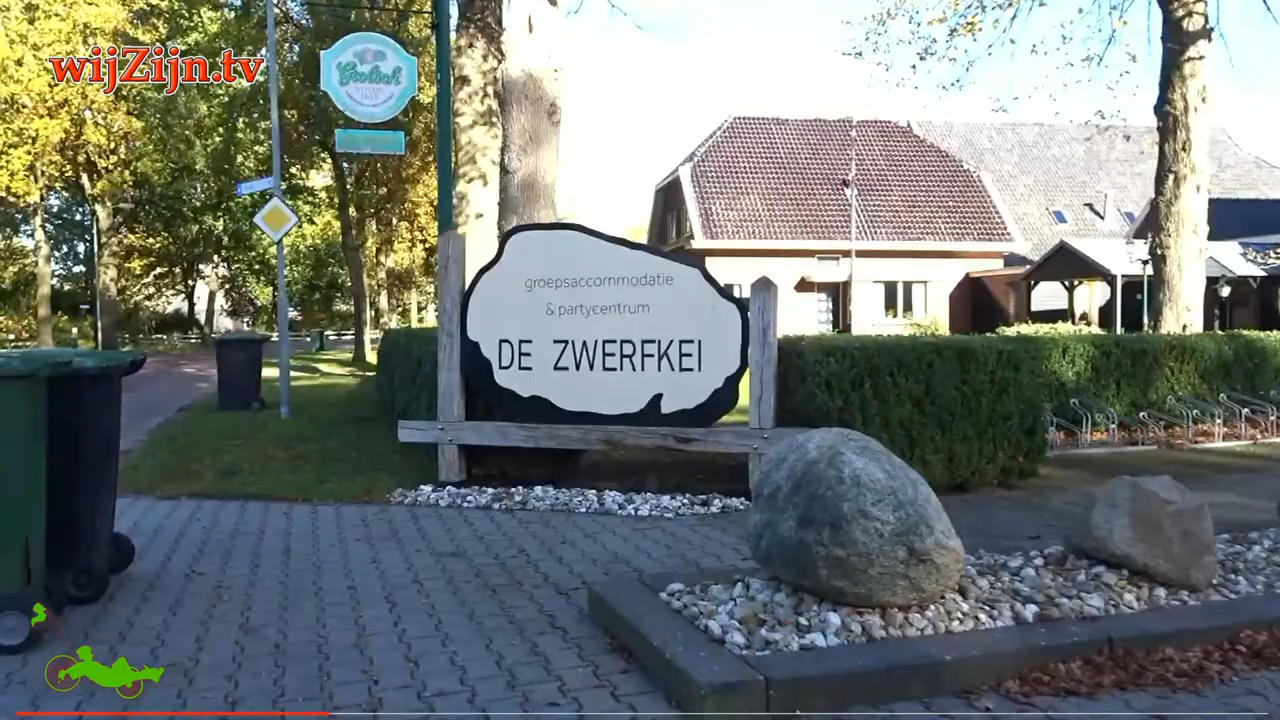 wijZijn.tv
Grolsch
groepsaccommodatie
& partycentrum
DE ZWERFKEI